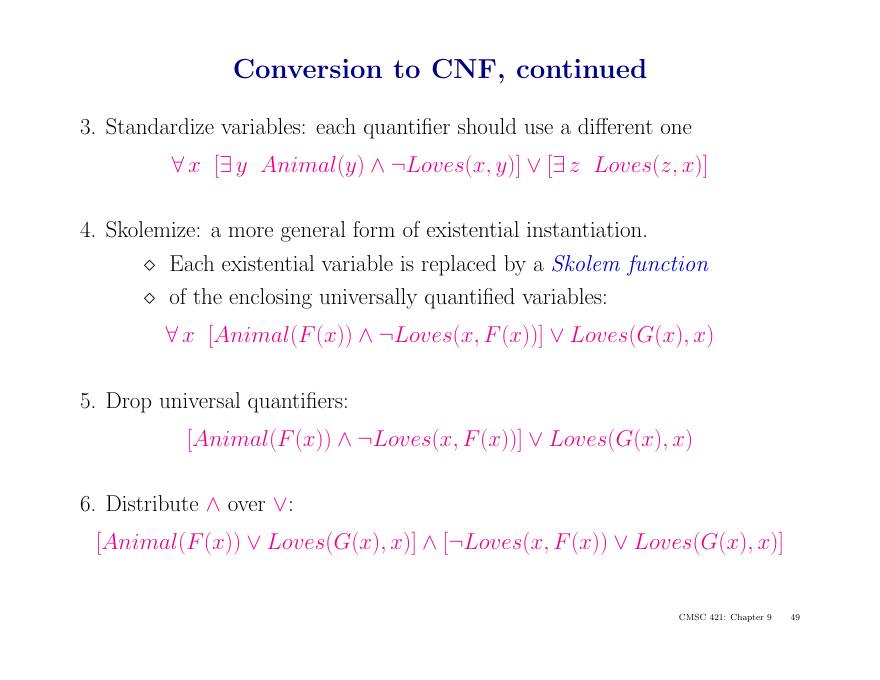 Conversion to CNF, continued
3. Standardize variables: each quantifier should use a different one
∀ x [∃ y Animal(y) ∧ ¬Loves(x, y)] ∨ [∃ z Loves(z, x)]
4. Skolemize: a more general form of existential instantiation.
⋄ Each existential variable is replaced by a Skolem function
⋄ of the enclosing universally quantified variables:
∀ x [Animal(F(x)) ∧ ¬Loves(x, F(x))] ∨ Loves(G(x), x)
5. Drop universal quantifiers:
[Animal(F(x)) ∧ ¬Loves(x, F(x))] ∨ Loves(G(x), x)
6. Distribute ∧ over ∨:
[Animal(F(x)) ∨ Loves(G(x), x)] ∧ [¬Loves(x, F(x)) ∨ Loves(G(x), x)]
CMSC 421: Chapter 9 49